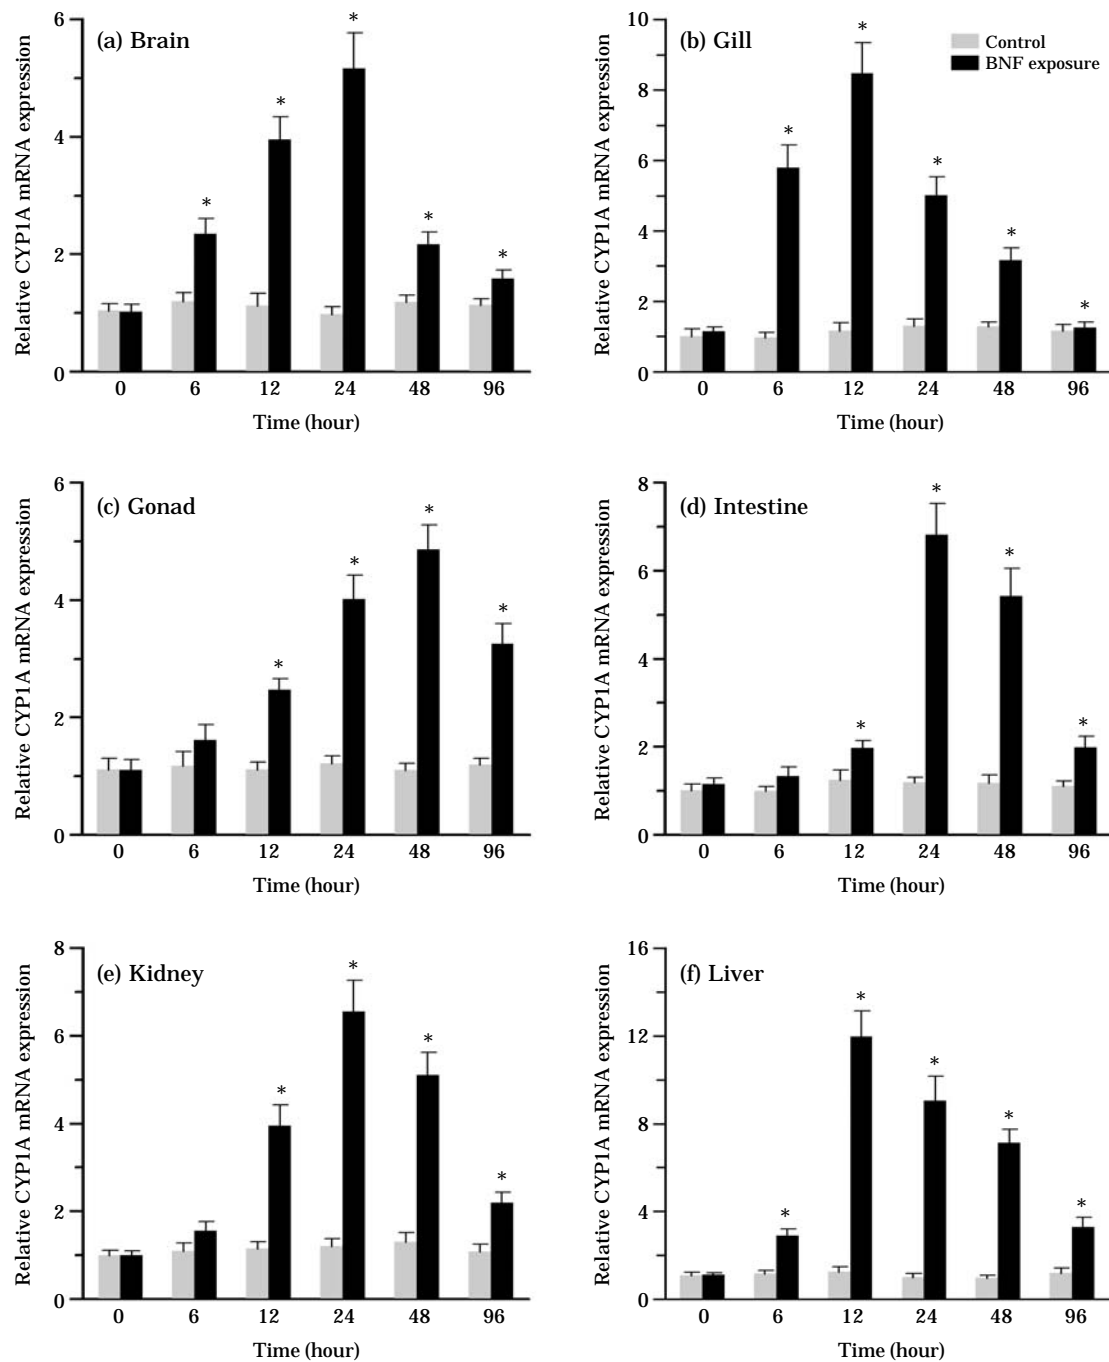 (a) Brain
Relative CYP1A mRNA expression
6
4
2
0
* * * * *
0 6 12 24 48 96
Time (hour)
(b) Gill
Control
BNF exposure
Relative CYP1A mRNA expression
10
8
6
4
2
0
* * * * *
0 6 12 24 48 96
Time (hour)
(c) Gonad
Relative CYP1A mRNA expression
6
4
2
0
* * * *
0 6 12 24 48 96
Time (hour)
(d) Intestine
Relative CYP1A mRNA expression
8
6
4
2
0
* * * *
0 6 12 24 48 96
Time (hour)
(e) Kidney
Relative CYP1A mRNA expression
8
6
4
2
0
* * * *
0 6 12 24 48 96
Time (hour)
(f) Liver
Relative CYP1A mRNA expression
16
12
8
4
0
* * * * *
0 6 12 24 48 96
Time (hour)